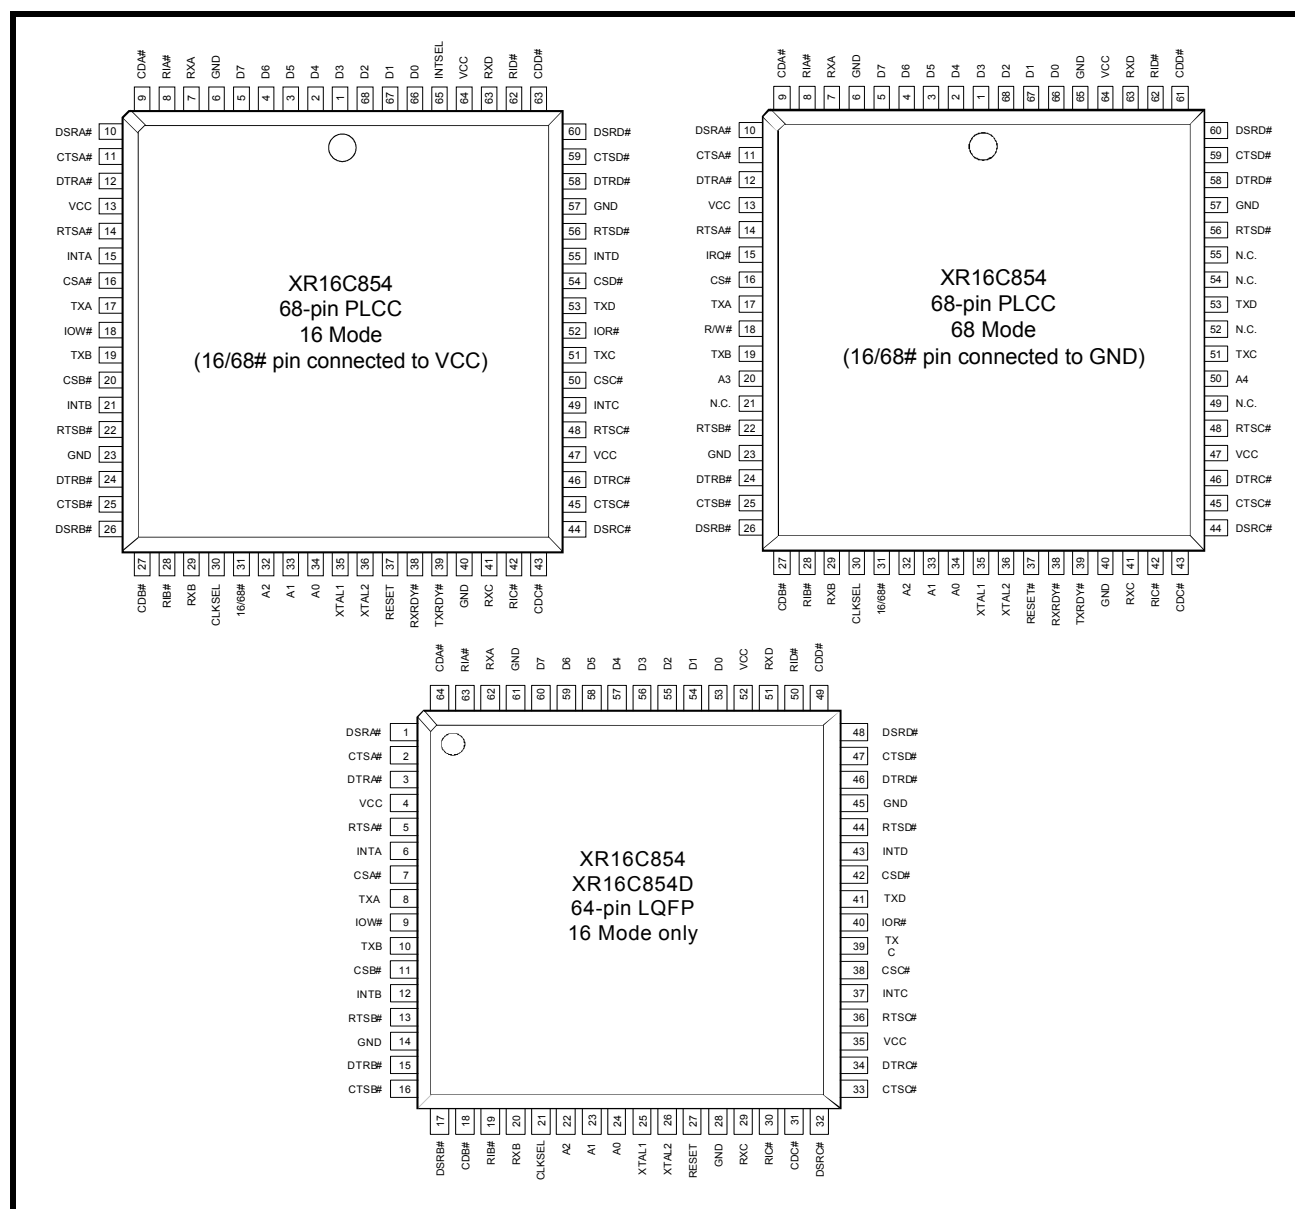 CDA# RIA# RXA GND D7 D6 D5 D4 D3 D2 D1 D0 INTSEL VCC RXD RID# CDD#
9 8 7 6 5 4 3 2 1 68 67 66 65 64 63 62 63
DSRA# 10 60 DSRD#
CTSA# 11 59 CTSD#
DTRA# 12 58 DTRD#
VCC 13 57 GND
RTSA# 14 56 RTSD#
INTA 15 55 INTD
CSA# 16 54 CSD#
TXA 17 53 TXD
IOW# 18 52 IOR#
TXB 19 51 TXC
CSB# 20 50 CSC#
INTB 21 49 INTC
RTSB# 22 48 RTSC#
GND 23 47 VCC
DTRB# 24 46 DTRC#
CTSB# 25 45 CTSC#
DSRB# 26 44 DSRC#
XR16C854
68-pin PLCC
16 Mode
(16/68# pin connected to VCC)
27 28 29 30 31 32 33 34 35 36 37 38 39 40 41 42 43
CDB# RIB# RXB CLKSEL 16/68# A2 A1 A0 XTAL1 XTAL2 RESET RXRDY# TXRDY# GND RXC RIC# CDC#
CDA# RIA# RXA GND D7 D6 D5 D4 D3 D2 D1 D0 GND VCC RXD RID# CDD#
9 8 7 6 5 4 3 2 1 68 67 66 65 64 63 62 61
DSRA# 10 60 DSRD#
CTSA# 11 59 CTSD#
DTRA# 12 58 DTRD#
VCC 13 57 GND
RTSA# 14 56 RTSD#
IRQ# 15 55 N.C.
CS# 16 54 N.C.
TXA 17 53 TXD
R/W# 18 52 N.C.
TXB 19 51 TXC
A3 20 50 A4
N.C. 21 49 N.C.
RTSB# 22 48 RTSC#
GND 23 47 VCC
DTRB# 24 46 DTRC#
CTSB# 25 45 CTSC#
DSRB# 26 44 DSRC#
XR16C854
68-pin PLCC
68 Mode
(16/68# pin connected to GND)
27 28 29 30 31 32 33 34 35 36 37 38 39 40 41 42 43
CDB# RIB# RXB CLKSEL 16/68# A2 A1 A0 XTAL1 XTAL2 RESET# RXRDY# TXRDY# GND RXC RIC# CDC#
CDA# RIA# RXA GND D7 D6 D5 D4 D3 D2 D1 D0 VCC RXD RID# CDD#
64 63 62 61 60 59 58 57 56 55 54 53 52 51 50 49
DSRA# 1 48 DSRD#
CTSA# 2 47 CTSD#
DTRA# 3 46 DTRD#
VCC 4 45 GND
RTSA# 5 44 RTSD#
INTA 6 43 INTD
CSA# 7 42 CSD#
TXA 8 41 TXD
IOW# 9 40 IOR#
TXB 10 39 TX
C
CSB# 11 38 CSC#
INTB 12 37 INTC
RTSB# 13 36 RTSC#
GND 14 35 VCC
DTRB# 15 34 DTRC#
CTSB# 16 33 CTSC#
XR16C854
XR16C854D
64-pin LQFP
16 Mode only
17 18 19 20 21 22 23 24 25 26 27 28 29 30 31 32
DSRB# CDB# RIB# RXB CLKSEL A2 A1 A0 XTAL1 XTAL2 RESET GND RXC RIC# CDC# DSRC#